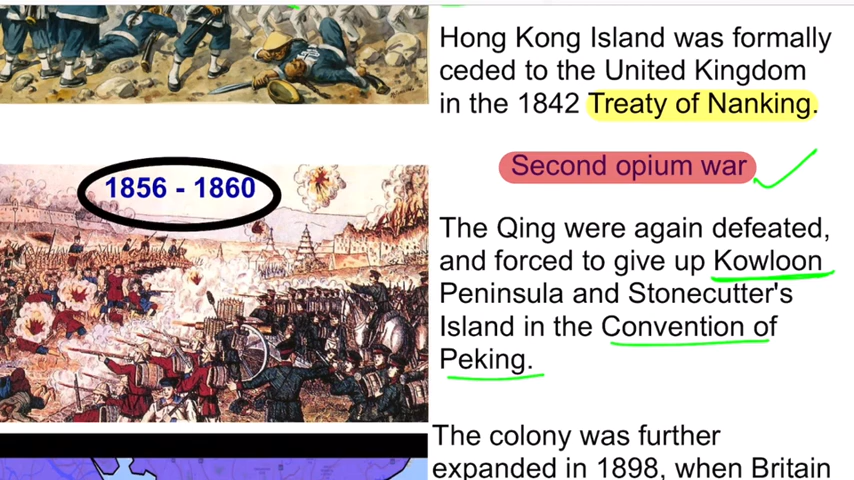 Hong Kong Island was formally
ceded to the United Kingdom
in the 1842 Treaty of Nanking.
Second opium war
1856 - 1860
The Qing were again defeated,
and forced to give up Kowloon
Peninsula and Stonecutter's
Island in the Convention of
Peking.
The colony was further
expanded in 1898, when Britain